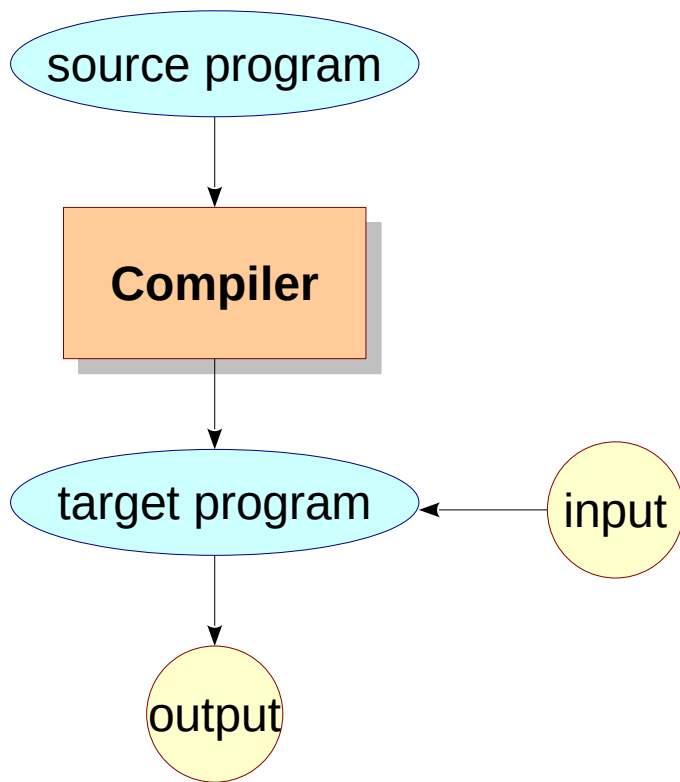 source program
Compiler
target program
input
output